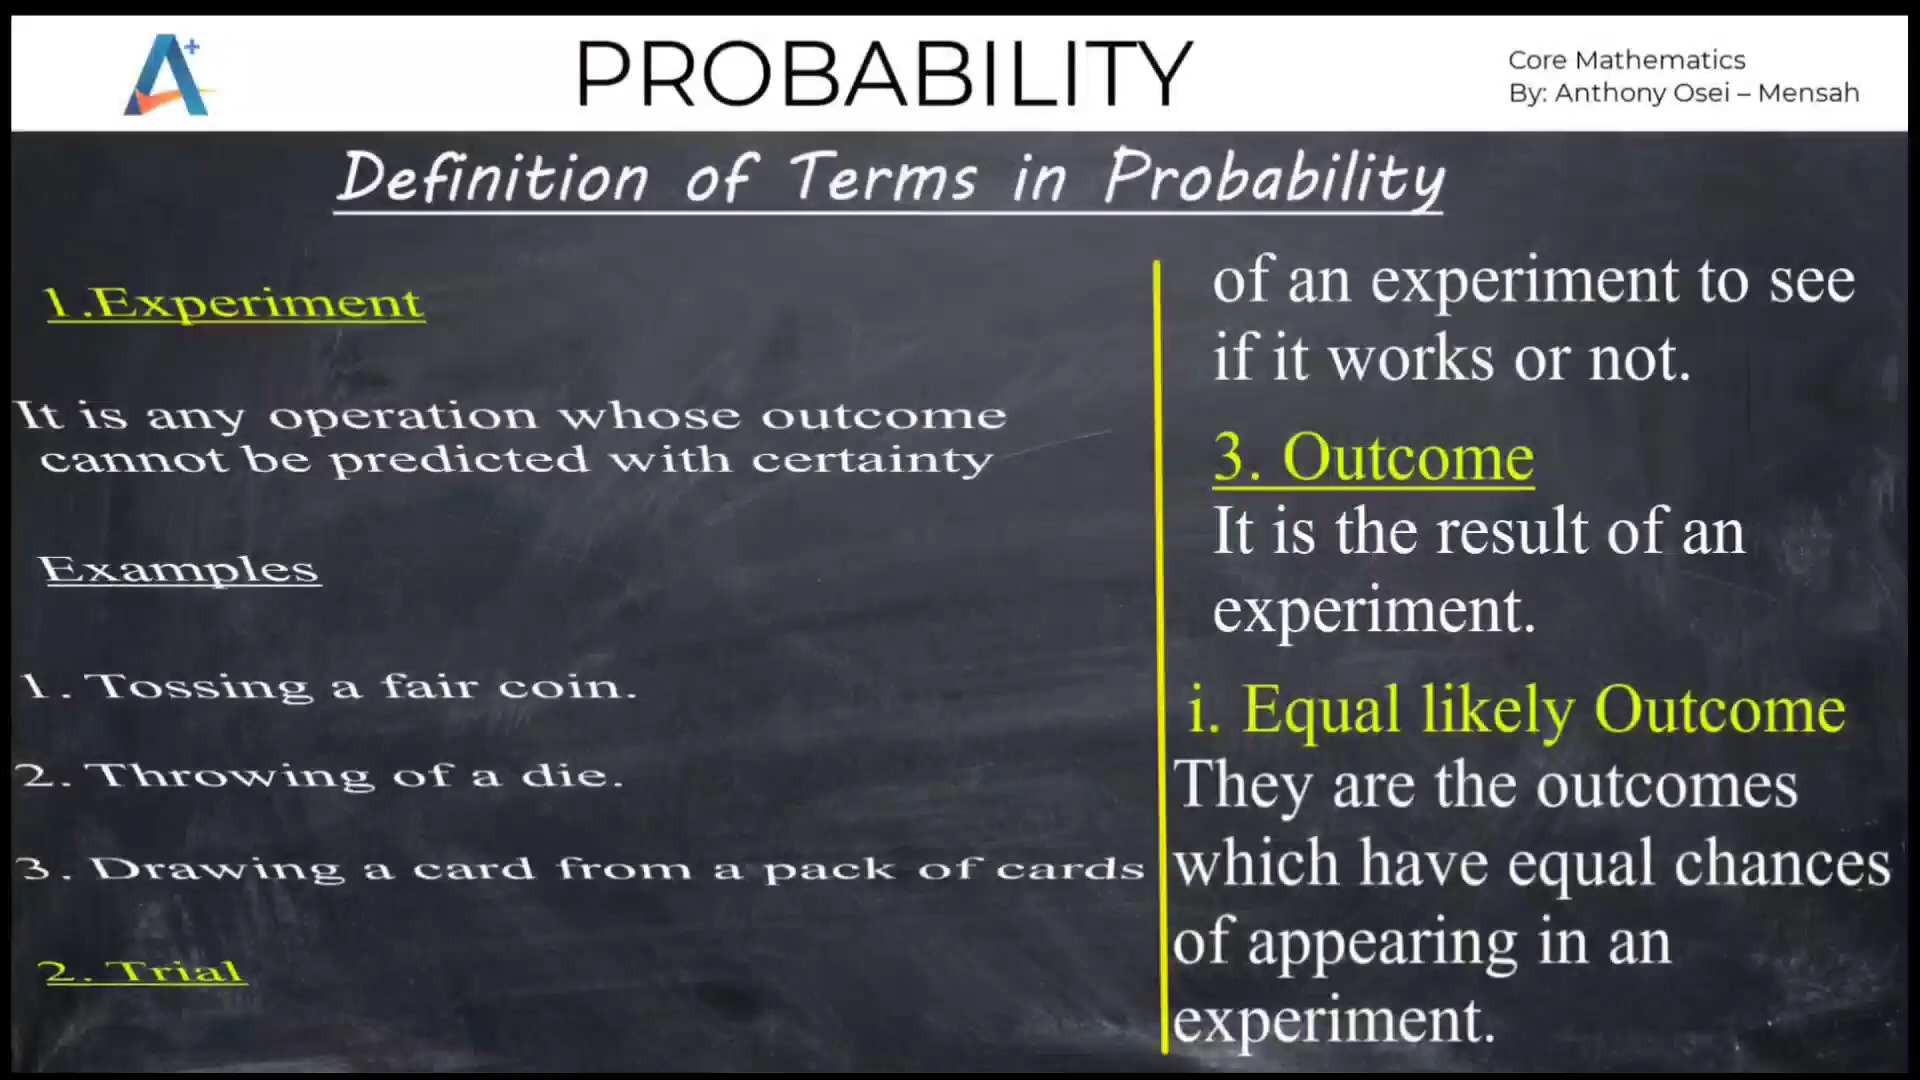 A+
PROBABILITY
Core Mathematics
By: Anthony Osei – Mensah
Definition of Terms in Probability
1.Experiment
It is any operation whose outcome
cannot be predicted with certainty
Examples
1. Tossing a fair coin.
2. Throwing of a die.
3. Drawing a card from a pack of cards
2. Trial
of an experiment to see
if it works or not.
3. Outcome
It is the result of an
experiment.
i. Equal likely Outcome
They are the outcomes
which have equal chances
of appearing in an
experiment.